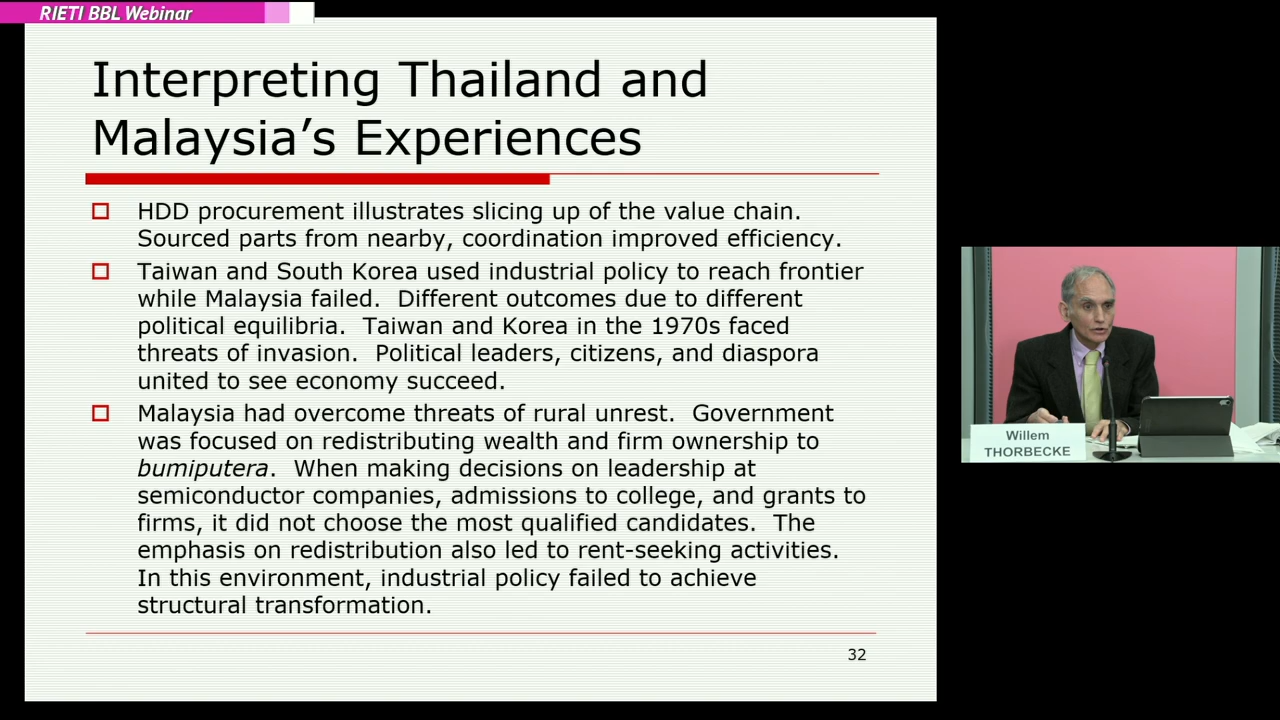 RIETI BBL Webinar
Interpreting Thailand and
Malaysia's Experiences
HDD procurement illustrates slicing up of the value chain.
Sourced parts from nearby, coordination improved efficiency.
Taiwan and South Korea used industrial policy to reach frontier
while Malaysia failed.  Different outcomes due to different
political equilibria.  Taiwan and Korea in the 1970s faced
threats of invasion.  Political leaders, citizens, and diaspora
united to see economy succeed.
Malaysia had overcome threats of rural unrest.  Government
was focused on redistributing wealth and firm ownership to
bumiputera.  When making decisions on leadership at
semiconductor companies, admissions to college, and grants to
firms, it did not choose the most qualified candidates.  The
emphasis on redistribution also led to rent-seeking activities.
In this environment, industrial policy failed to achieve
structural transformation.
32
Willem
THORBECKE